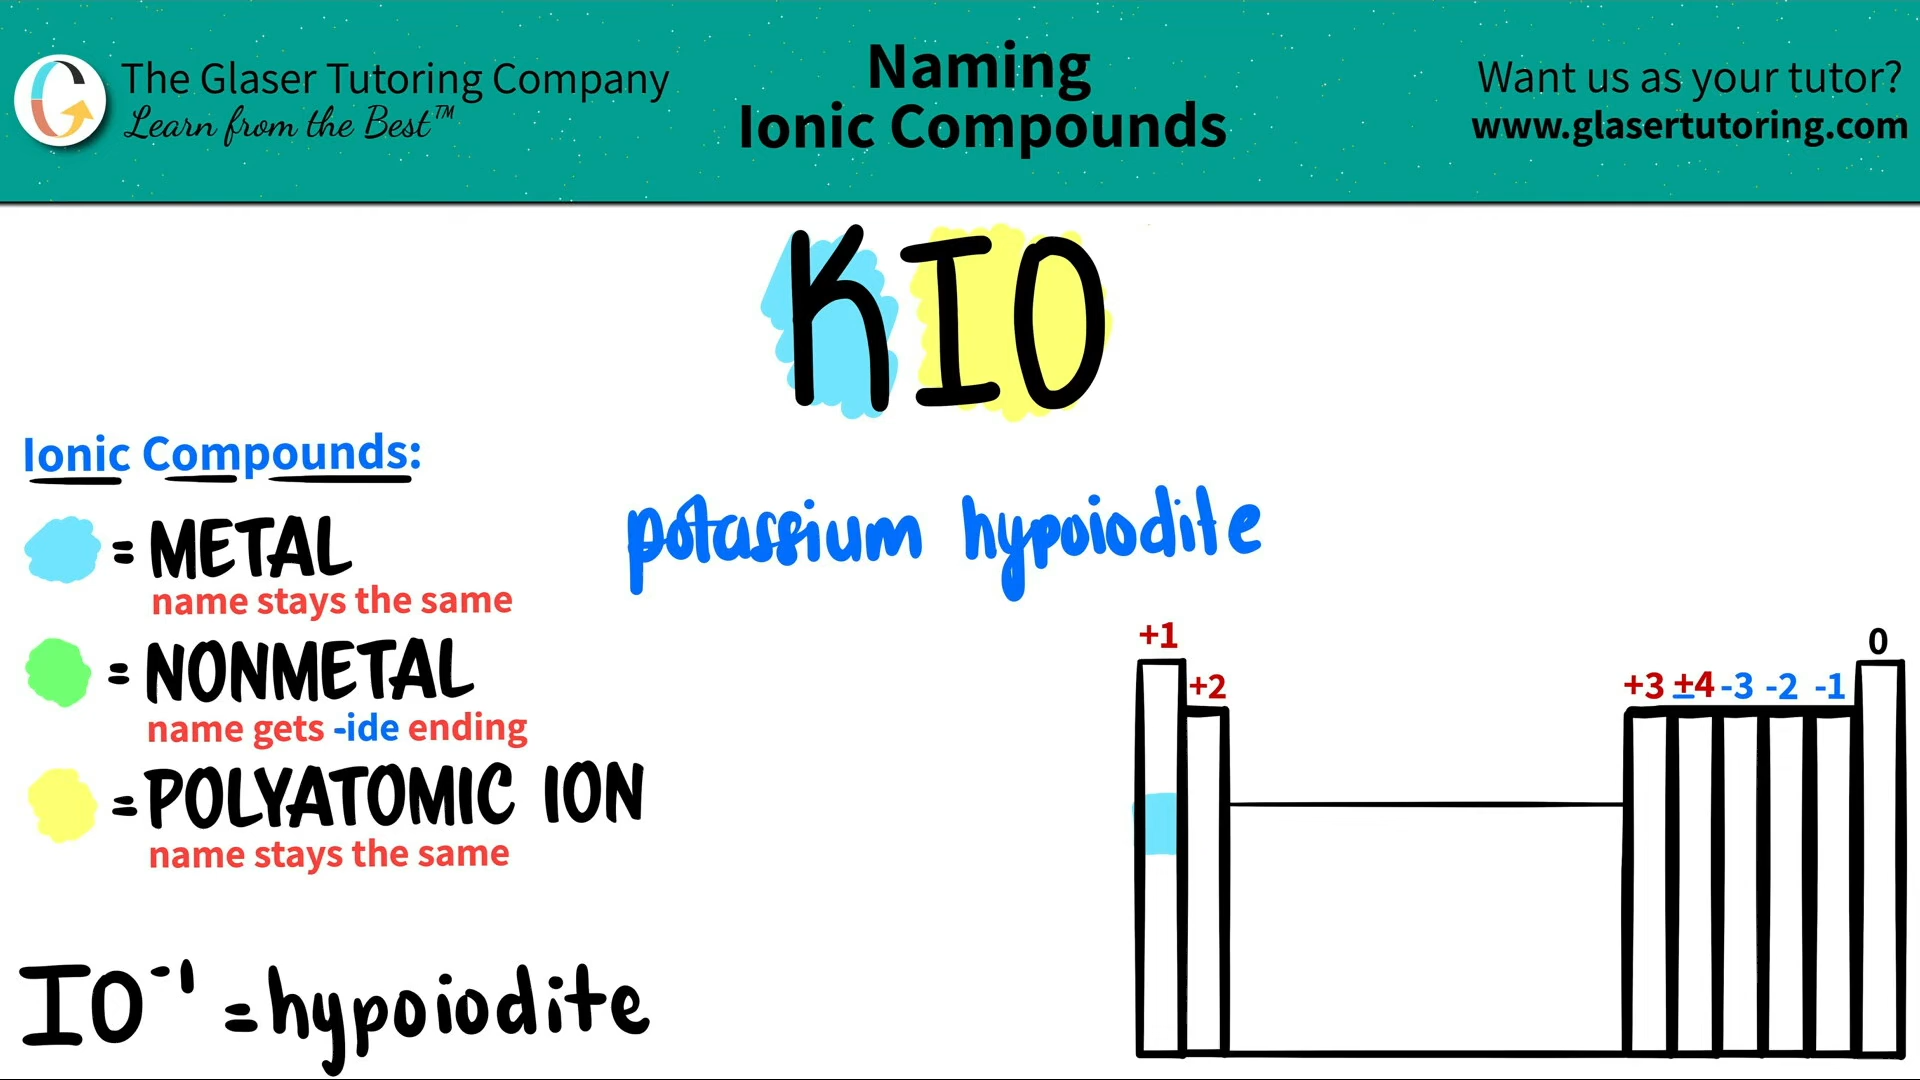 The Glaser Tutoring Company
Learn from the Best™
Naming
Ionic Compounds
Want us as your tutor?
www.glasertutoring.com
KIO
potassium hypoiodite
Ionic Compounds:
= METAL
name stays the same
= NONMETAL
name gets -ide ending
= POLYATOMIC ION
name stays the same
IO⁻¹ = hypoiodite
+1
+2
+3 ±4 -3 -2 -1
0